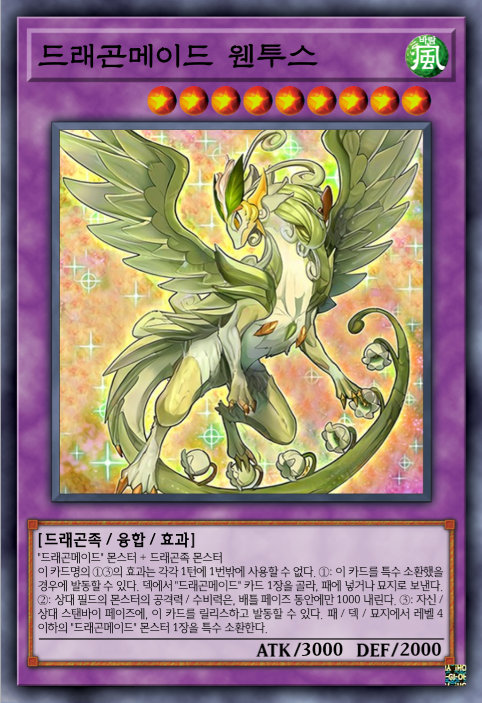 드래곤메이드 웬투스
바람
風
[드래곤족 / 융합 / 효과]
"드래곤메이드" 몬스터 + 드래곤족 몬스터
이 카드명의 ①③의 효과는 각각 1턴에 1번밖에 사용할 수 없다. ①: 이 카드를 특수 소환했을
경우에 발동할 수 있다. 덱에서 "드래곤메이드" 카드 1장을 골라, 패에 넣거나 묘지로 보낸다.
②: 상대 필드의 몬스터의 공격력 / 수비력은, 배틀 페이즈 동안에만 1000 내린다. ③: 자신 /
상대 스탠바이 페이즈에, 이 카드를 릴리스하고 발동할 수 있다. 패 / 덱 / 묘지에서 레벨 4
이하의 "드래곤메이드" 몬스터 1장을 특수 소환한다.
ATK/3000 DEF/2000